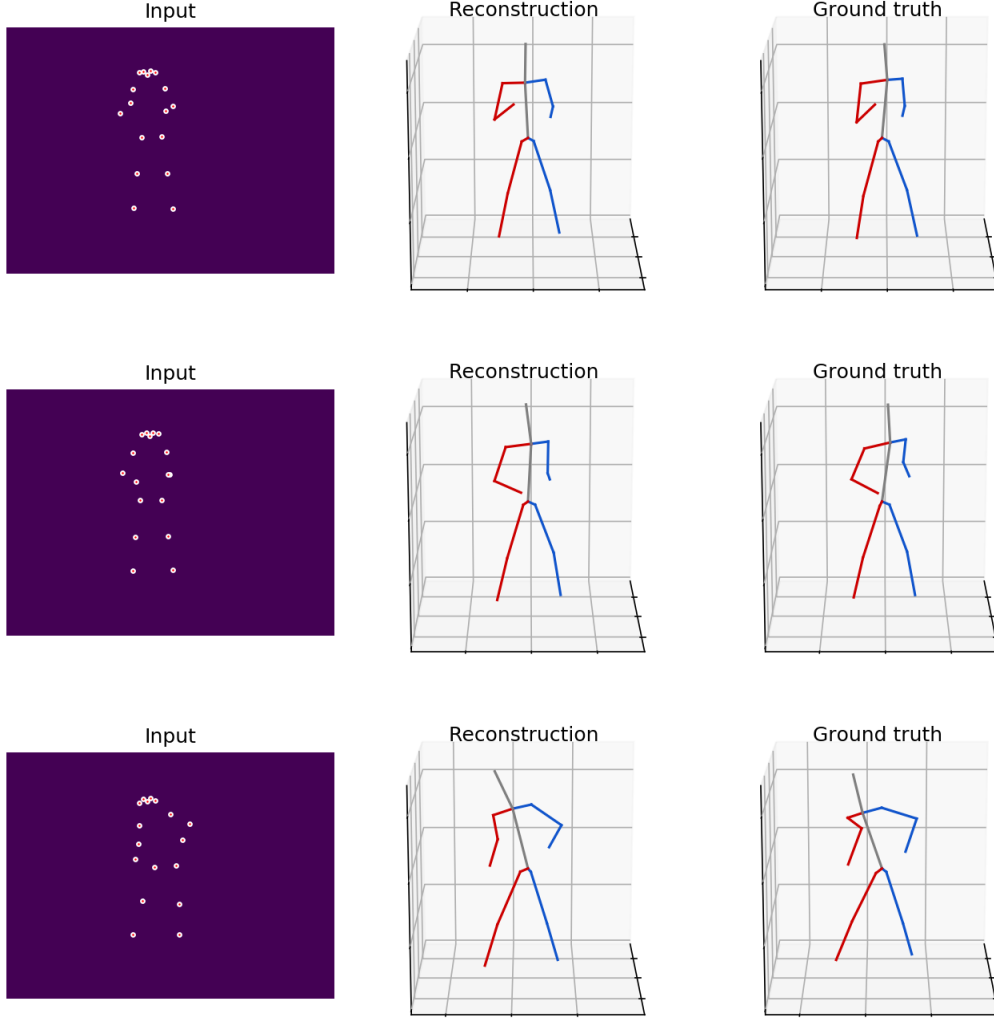 Input
Reconstruction
Ground truth
Input
Reconstruction
Ground truth
Input
Reconstruction
Ground truth